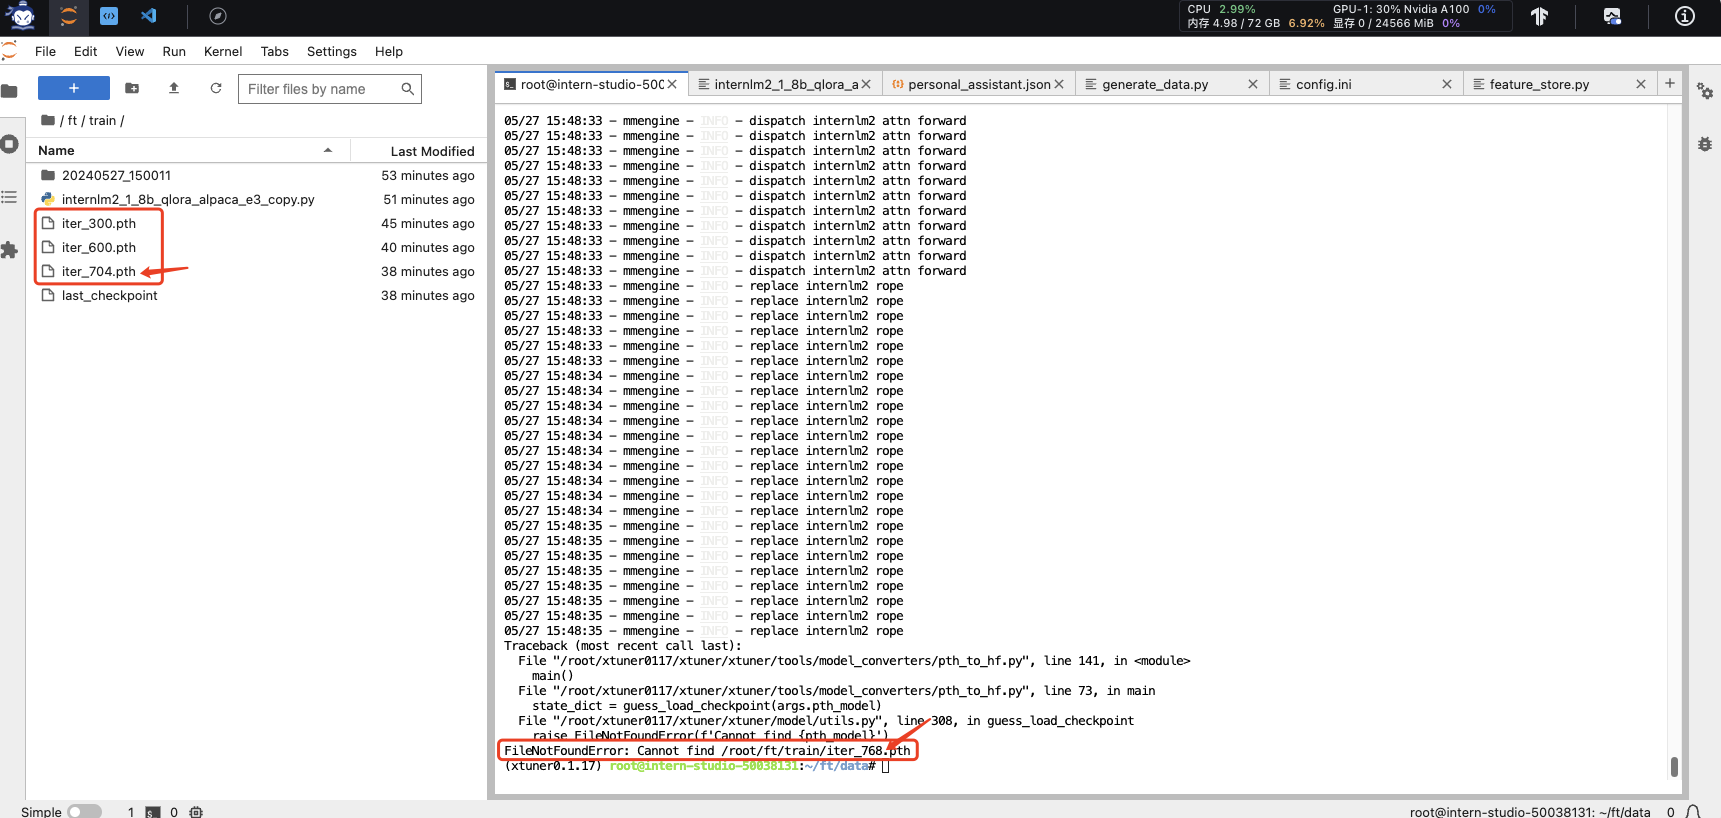 CPU 2.99% GPU-1: 30% Nvidia A100 0%
内存 4.98 / 72 GB 6.92% 显存 0 / 24566 MiB 0%
File Edit View Run Kernel Tabs Settings Help
Filter files by name
/ ft / train /
Name Last Modified
20240527_150011 53 minutes ago
internlm2_1_8b_qlora_alpaca_e3_copy.py 51 minutes ago
iter_300.pth 45 minutes ago
iter_600.pth 40 minutes ago
iter_704.pth 38 minutes ago
last_checkpoint 38 minutes ago
root@intern-studio-500 internlm2_1_8b_qlora_a personal_assistant.json generate_data.py config.ini feature_store.py
05/27 15:48:33 - mmengine - INFO - dispatch internlm2 attn forward
05/27 15:48:33 - mmengine - INFO - dispatch internlm2 attn forward
05/27 15:48:33 - mmengine - INFO - dispatch internlm2 attn forward
05/27 15:48:33 - mmengine - INFO - dispatch internlm2 attn forward
05/27 15:48:33 - mmengine - INFO - dispatch internlm2 attn forward
05/27 15:48:33 - mmengine - INFO - dispatch internlm2 attn forward
05/27 15:48:33 - mmengine - INFO - dispatch internlm2 attn forward
05/27 15:48:33 - mmengine - INFO - dispatch internlm2 attn forward
05/27 15:48:33 - mmengine - INFO - dispatch internlm2 attn forward
05/27 15:48:33 - mmengine - INFO - dispatch internlm2 attn forward
05/27 15:48:33 - mmengine - INFO - dispatch internlm2 attn forward
05/27 15:48:33 - mmengine - INFO - replace internlm2 rope
05/27 15:48:33 - mmengine - INFO - replace internlm2 rope
05/27 15:48:33 - mmengine - INFO - replace internlm2 rope
05/27 15:48:33 - mmengine - INFO - replace internlm2 rope
05/27 15:48:33 - mmengine - INFO - replace internlm2 rope
05/27 15:48:33 - mmengine - INFO - replace internlm2 rope
05/27 15:48:34 - mmengine - INFO - replace internlm2 rope
05/27 15:48:34 - mmengine - INFO - replace internlm2 rope
05/27 15:48:34 - mmengine - INFO - replace internlm2 rope
05/27 15:48:34 - mmengine - INFO - replace internlm2 rope
05/27 15:48:34 - mmengine - INFO - replace internlm2 rope
05/27 15:48:34 - mmengine - INFO - replace internlm2 rope
05/27 15:48:34 - mmengine - INFO - replace internlm2 rope
05/27 15:48:34 - mmengine - INFO - replace internlm2 rope
05/27 15:48:34 - mmengine - INFO - replace internlm2 rope
05/27 15:48:34 - mmengine - INFO - replace internlm2 rope
05/27 15:48:35 - mmengine - INFO - replace internlm2 rope
05/27 15:48:35 - mmengine - INFO - replace internlm2 rope
05/27 15:48:35 - mmengine - INFO - replace internlm2 rope
05/27 15:48:35 - mmengine - INFO - replace internlm2 rope
05/27 15:48:35 - mmengine - INFO - replace internlm2 rope
05/27 15:48:35 - mmengine - INFO - replace internlm2 rope
05/27 15:48:35 - mmengine - INFO - replace internlm2 rope
05/27 15:48:35 - mmengine - INFO - replace internlm2 rope
Traceback (most recent call last):
File "/root/xtuner0117/xtuner/xtuner/tools/model_converters/pth_to_hf.py", line 141, in <module>
main()
File "/root/xtuner0117/xtuner/xtuner/tools/model_converters/pth_to_hf.py", line 73, in main
state_dict = guess_load_checkpoint(args.pth_model)
File "/root/xtuner0117/xtuner/xtuner/model/utils.py", line 308, in guess_load_checkpoint
raise FileNotFoundError(f'Cannot find {pth_model}')
FileNotFoundError: Cannot find /root/ft/train/iter_768.pth
(xtuner0.1.17) root@intern-studio-50038131:~/ft/data#
Simple 1 0 root@intern-studio-50038131: ~/ft/data 0